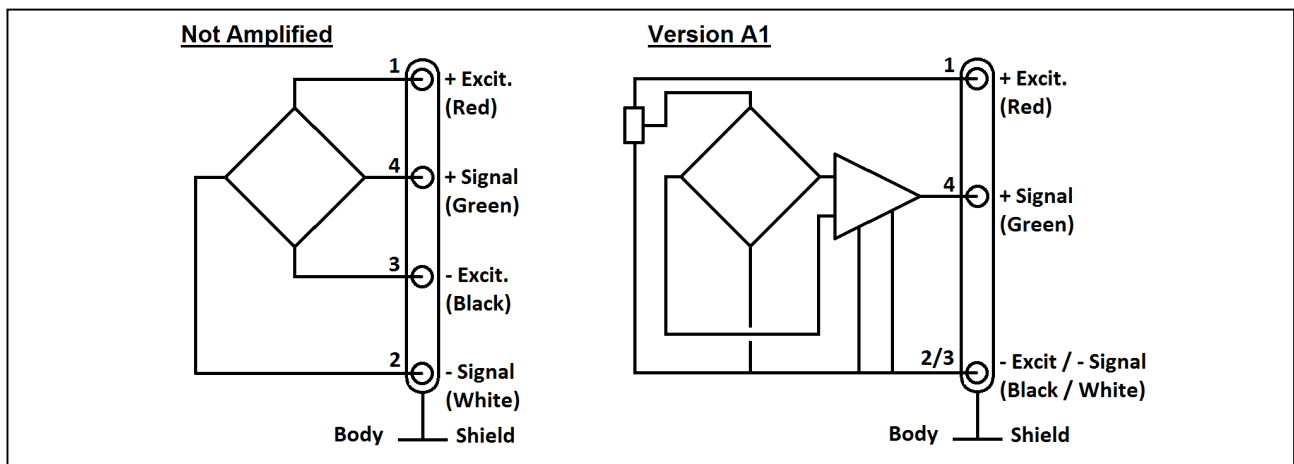 Not Amplified
1
+ Excit.
(Red)
4
+ Signal
(Green)
3
- Excit.
(Black)
2
- Signal
(White)
Body
Shield
Version A1
1
+ Excit.
(Red)
4
+ Signal
(Green)
2/3
- Excit / - Signal
(Black / White)
Body
Shield